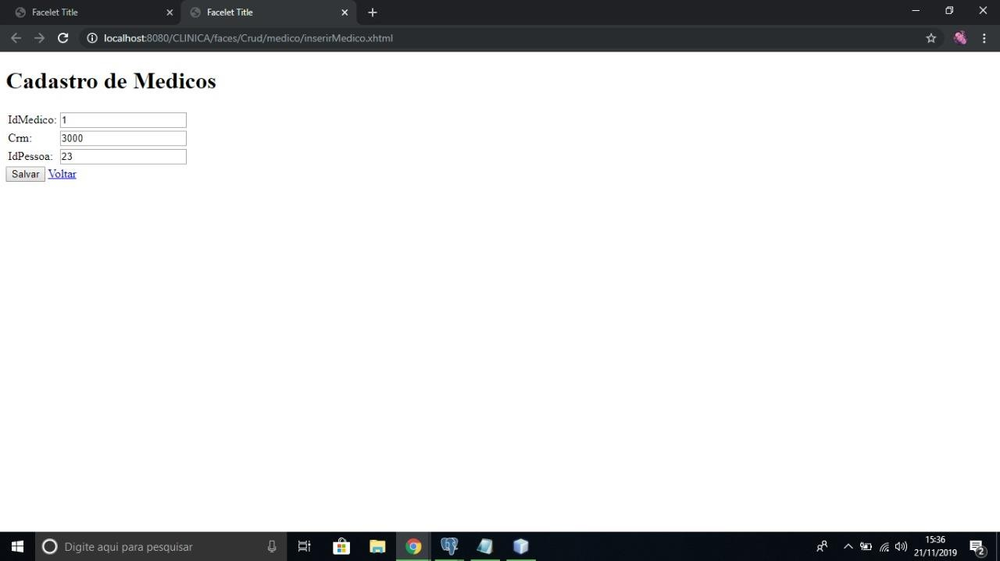 Facelet Title
Facelet Title
localhost:8080/CLINICA/faces/Crud/medico/inserirMedico.xhtml
Cadastro de Medicos
IdMedico: 1
Crm: 3000
IdPessoa: 23
Salvar Voltar
Digite aqui para pesquisar
15:36
21/11/2019
2